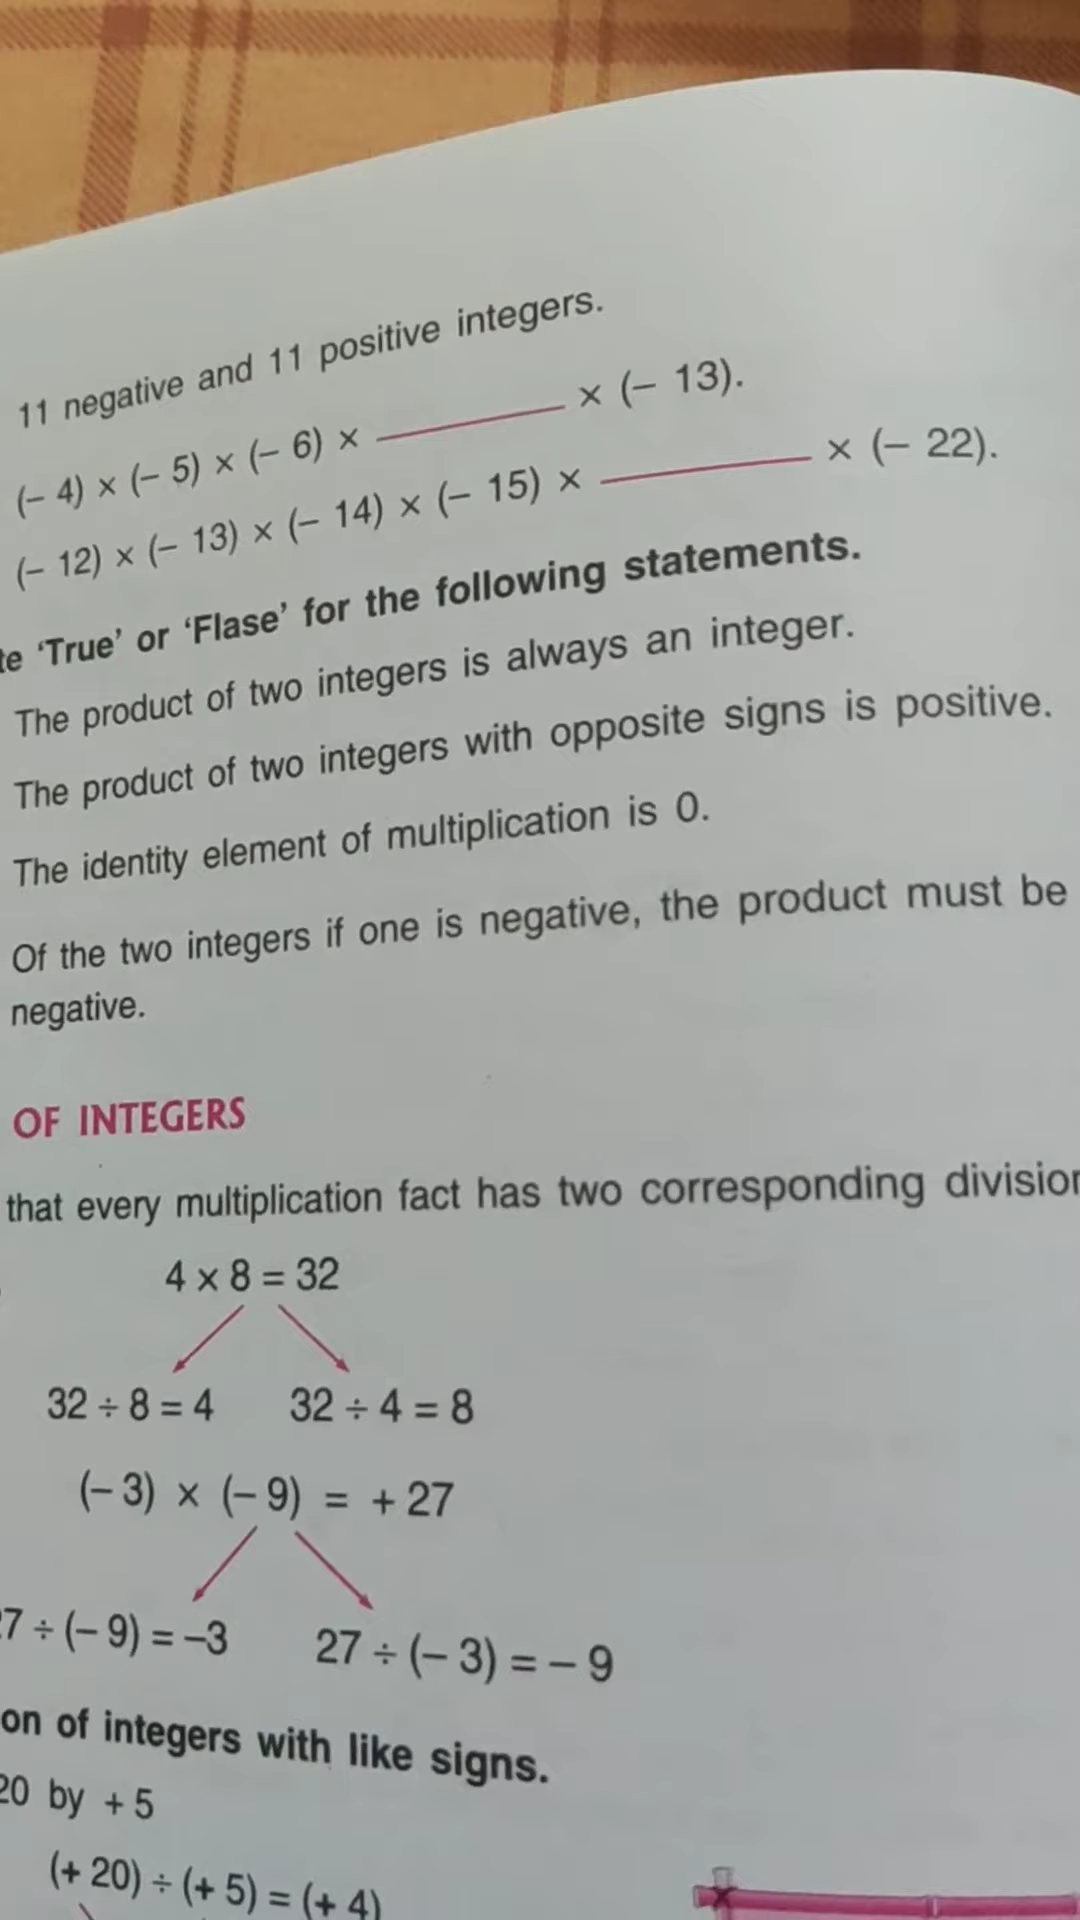 11 negative and 11 positive integers.
(– 4) × (– 5) × (– 6) × ________ × (– 13).
(– 12) × (– 13) × (– 14) × (– 15) × ________ × (– 22).
te ‘True’ or ‘Flase’ for the following statements.
The product of two integers is always an integer.
The product of two integers with opposite signs is positive.
The identity element of multiplication is 0.
Of the two integers if one is negative, the product must be
negative.
OF INTEGERS
that every multiplication fact has two corresponding division
4 × 8 = 32
32 ÷ 8 = 4 32 ÷ 4 = 8
(– 3) × (– 9) = + 27
27 ÷ (– 9) = –3 27 ÷ (– 3) = – 9
on of integers with like signs.
20 by + 5
(+ 20) ÷ (+ 5) = (+ 4)